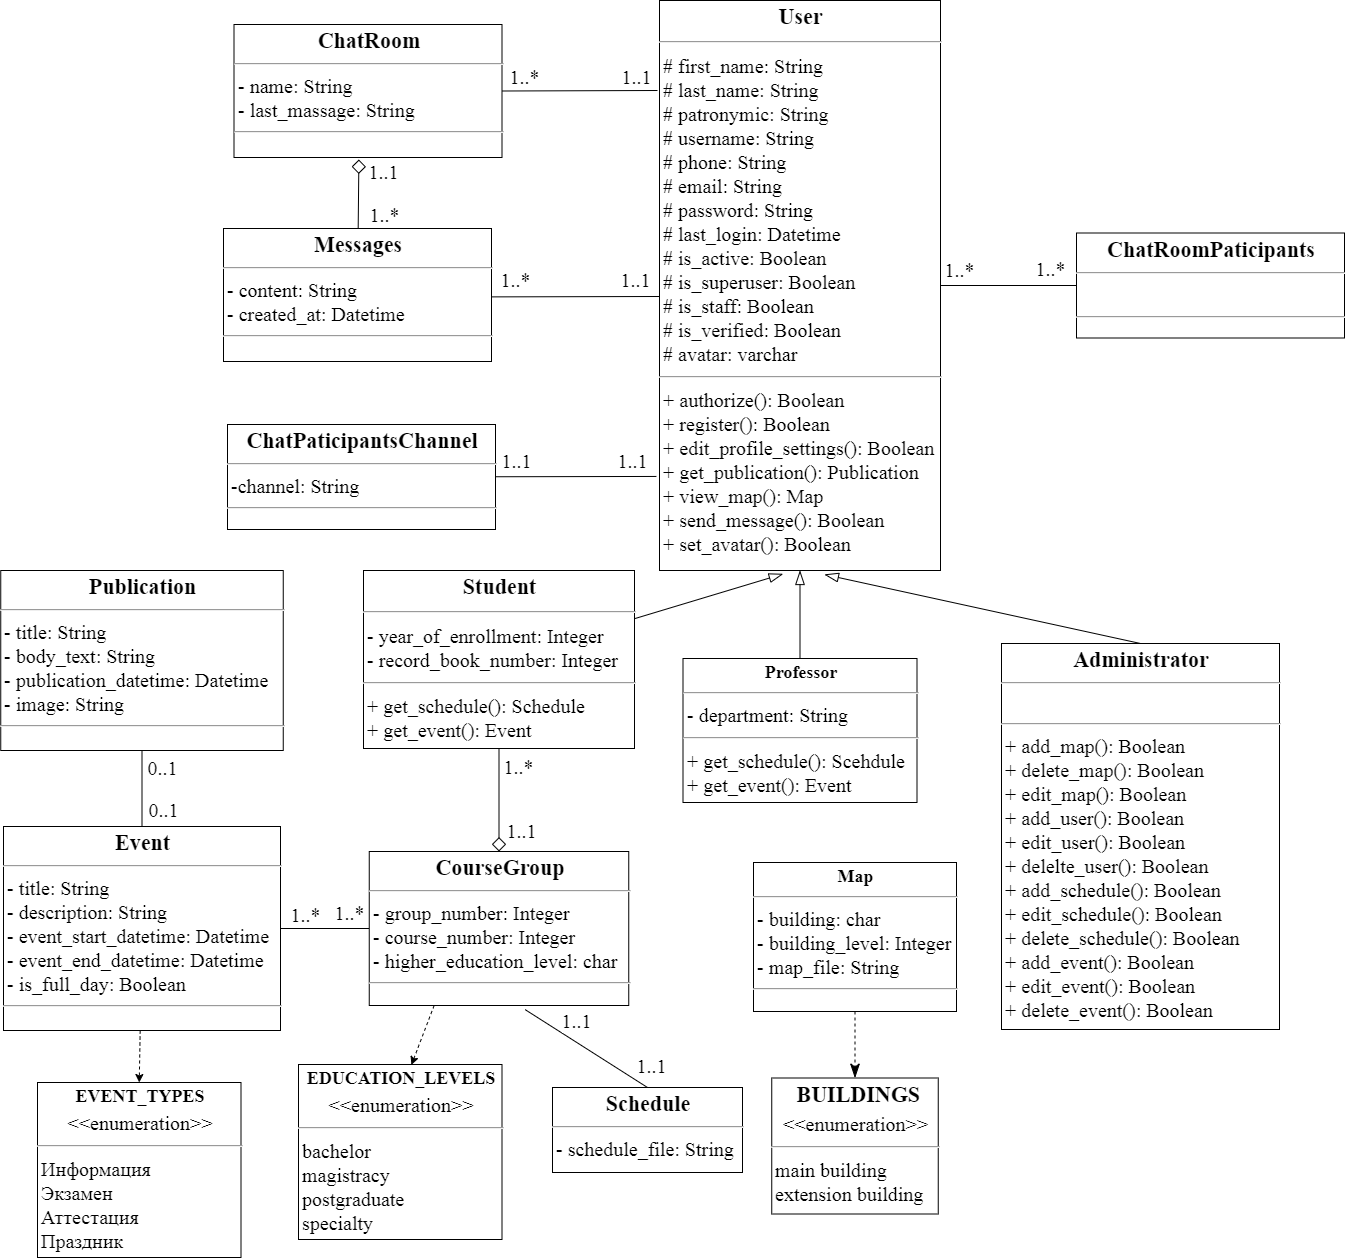 ChatRoom
- name: String
- last_massage: String
1..*
1..1
1..1
1..*
Messages
- content: String
- created_at: Datetime
1..*
1..1
User
# first_name: String
# last_name: String
# patronymic: String
# username: String
# phone: String
# email: String
# password: String
# last_login: Datetime
# is_active: Boolean
# is_superuser: Boolean
# is_staff: Boolean
# is_verified: Boolean
# avatar: varchar
+ authorize(): Boolean
+ register(): Boolean
+ edit_profile_settings(): Boolean
+ get_publication(): Publication
+ view_map(): Map
+ send_message(): Boolean
+ set_avatar(): Boolean
1..*
1..*
ChatRoomPaticipants
ChatPaticipantsChannel
-channel: String
1..1
1..1
Publication
- title: String
- body_text: String
- publication_datetime: Datetime
- image: String
0..1
0..1
Student
- year_of_enrollment: Integer
- record_book_number: Integer
+ get_schedule(): Schedule
+ get_event(): Event
1..*
1..1
Professor
- department: String
+ get_schedule(): Scehdule
+ get_event(): Event
Administrator
+ add_map(): Boolean
+ delete_map(): Boolean
+ edit_map(): Boolean
+ add_user(): Boolean
+ edit_user(): Boolean
+ delelte_user(): Boolean
+ add_schedule(): Boolean
+ edit_schedule(): Boolean
+ delete_schedule(): Boolean
+ add_event(): Boolean
+ edit_event(): Boolean
+ delete_event(): Boolean
Event
- title: String
- description: String
- event_start_datetime: Datetime
- event_end_datetime: Datetime
- is_full_day: Boolean
1..*
1..*
CourseGroup
- group_number: Integer
- course_number: Integer
- higher_education_level: char
1..1
1..1
Map
- building: char
- building_level: Integer
- map_file: String
EVENT_TYPES
<<enumeration>>
Информация
Экзамен
Аттестация
Праздник
EDUCATION_LEVELS
<<enumeration>>
bachelor
magistracy
postgraduate
specialty
Schedule
- schedule_file: String
BUILDINGS
<<enumeration>>
main building
extension building